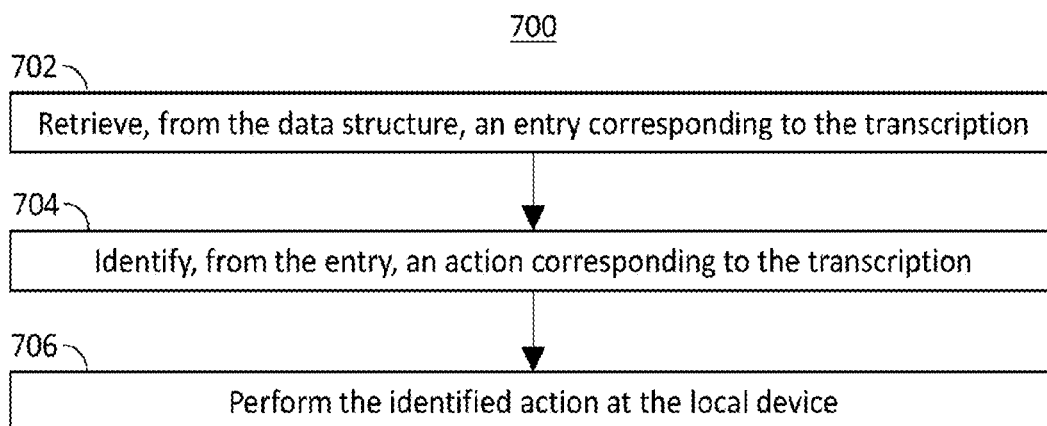 700
702
Retrieve, from the data structure, an entry corresponding to the transcription
704
Identify, from the entry, an action corresponding to the transcription
706
Perform the identified action at the local device